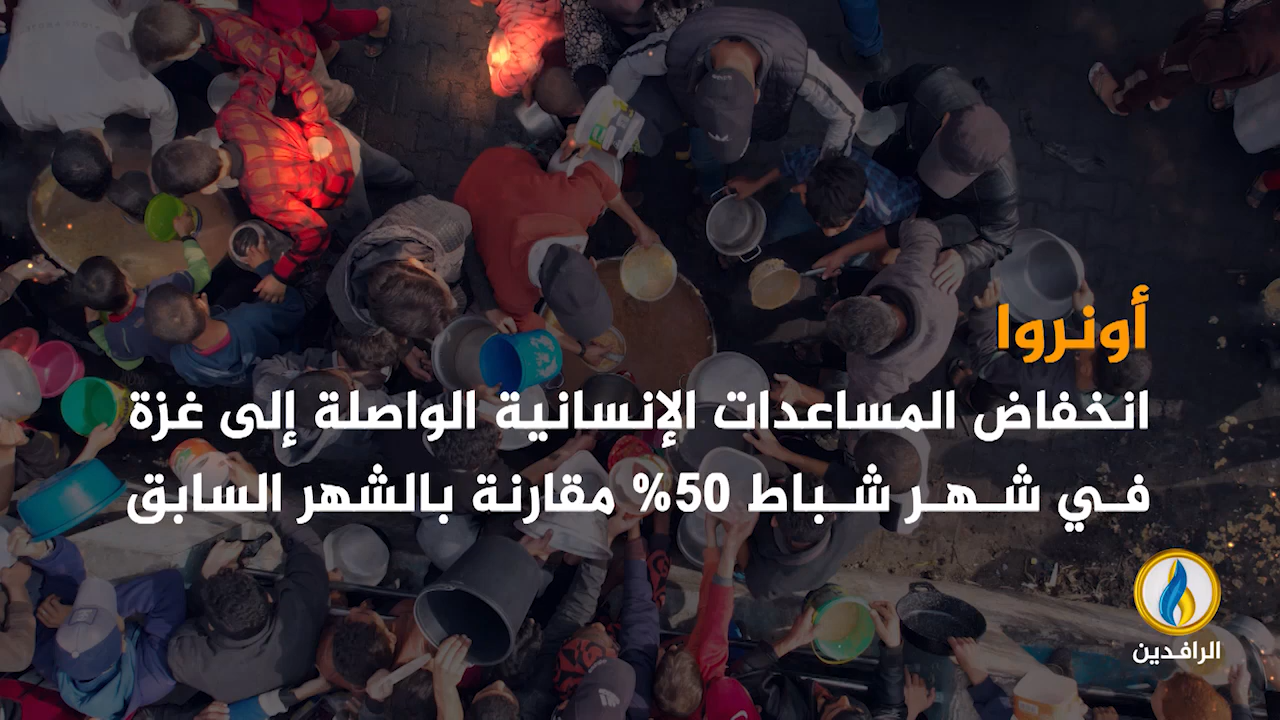 أونروا
انخفاض المساعدات الإنسانية الواصلة إلى غزة
في شهر شباط 50% مقارنة بالشهر السابق
الرافدين